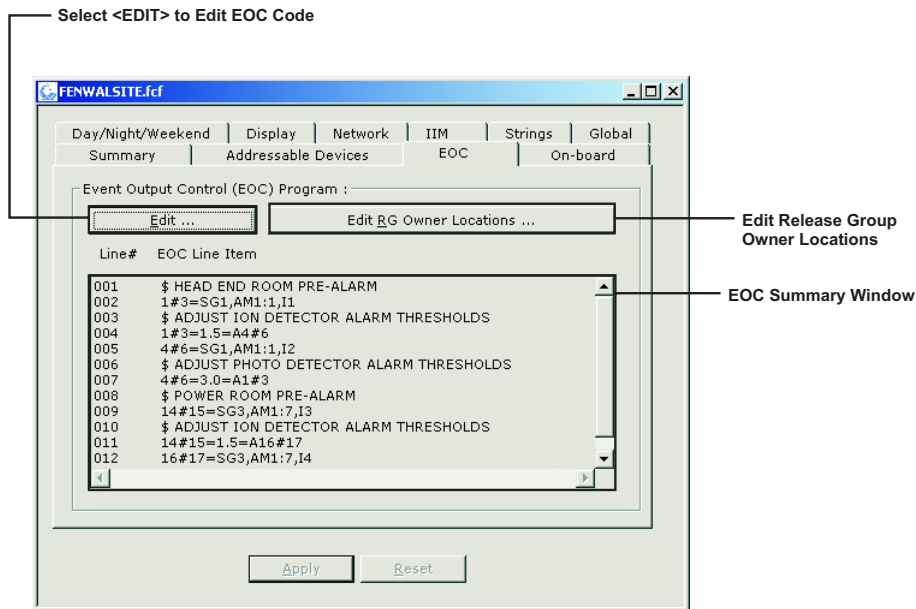 Select <EDIT> to Edit EOC Code
FENWALSITE.fcf
Day/Night/Weekend Display Network IIM Strings Global
Summary Addressable Devices EOC On-board
Event Output Control (EOC) Program :
Edit ... Edit RG Owner Locations ...
Edit Release Group
Owner Locations
Line# EOC Line Item
EOC Summary Window
001 $ HEAD END ROOM PRE-ALARM
002 1#3=SG1,AM1:1,I1
003 $ ADJUST ION DETECTOR ALARM THRESHOLDS
004 1#3=1.5=A4#6
005 4#6=SG1,AM1:1,I2
006 $ ADJUST PHOTO DETECTOR ALARM THRESHOLDS
007 4#6=3.0=A1#3
008 $ POWER ROOM PRE-ALARM
009 14#15=SG3,AM1:7,I3
010 $ ADJUST ION DETECTOR ALARM THRESHOLDS
011 14#15=1.5=A16#17
012 16#17=SG3,AM1:7,I4
Apply Reset